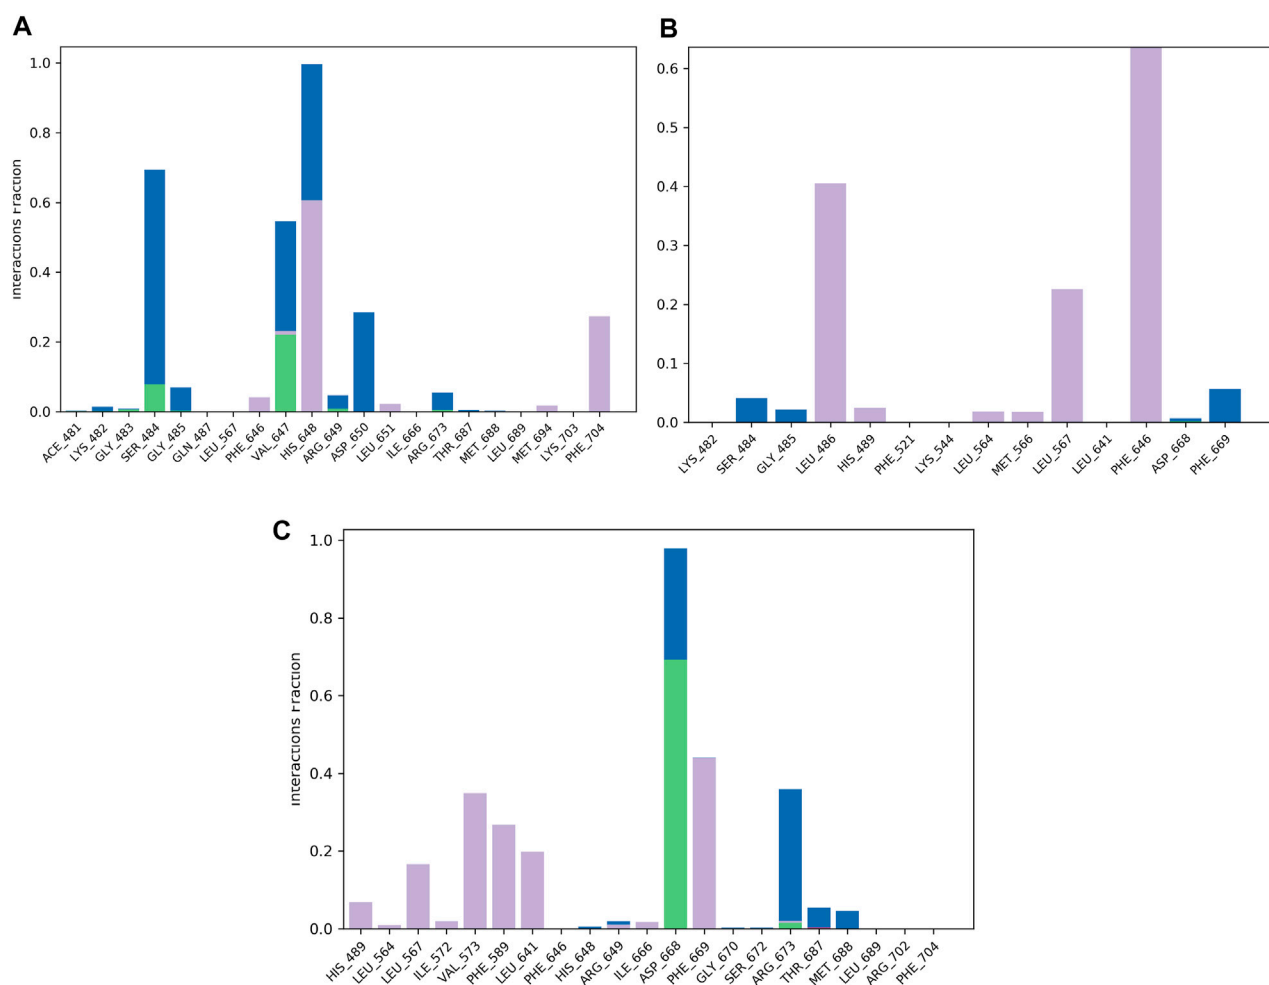 A
B
Interactions Fraction
1.0
0.8
0.6
0.4
0.2
0.0
ACE_481
LYS_482
GLY_483
SER_484
GLY_485
GLN_487
LEU_567
PHE_646
VAL_647
HIS_648
ARG_649
ASP_650
LEU_651
ILE_666
ARG_673
THR_687
MET_688
LEU_689
MET_694
LYS_703
PHE_704
0.6
0.5
0.4
0.3
0.2
0.1
0.0
LYS_482
SER_484
GLY_485
LEU_486
HIS_489
PHE_521
LYS_544
LEU_564
MET_566
LEU_567
LEU_641
PHE_646
ASP_668
PHE_669
C
Interactions Fraction
1.0
0.8
0.6
0.4
0.2
0.0
HIS_489
LEU_564
LEU_567
ILE_572
VAL_573
PHE_589
LEU_641
PHE_646
HIS_648
ARG_649
ILE_666
ASP_668
PHE_669
GLY_670
SER_672
ARG_673
THR_687
MET_688
LEU_689
ARG_702
PHE_704